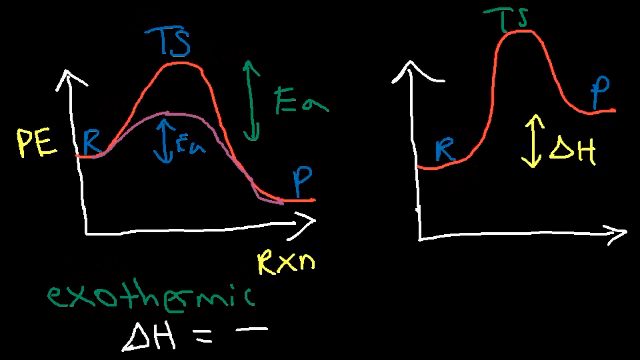 TS
Ea
PE
R
Ea
P
Rxn
exothermic
ΔH = −
TS
P
R
ΔH